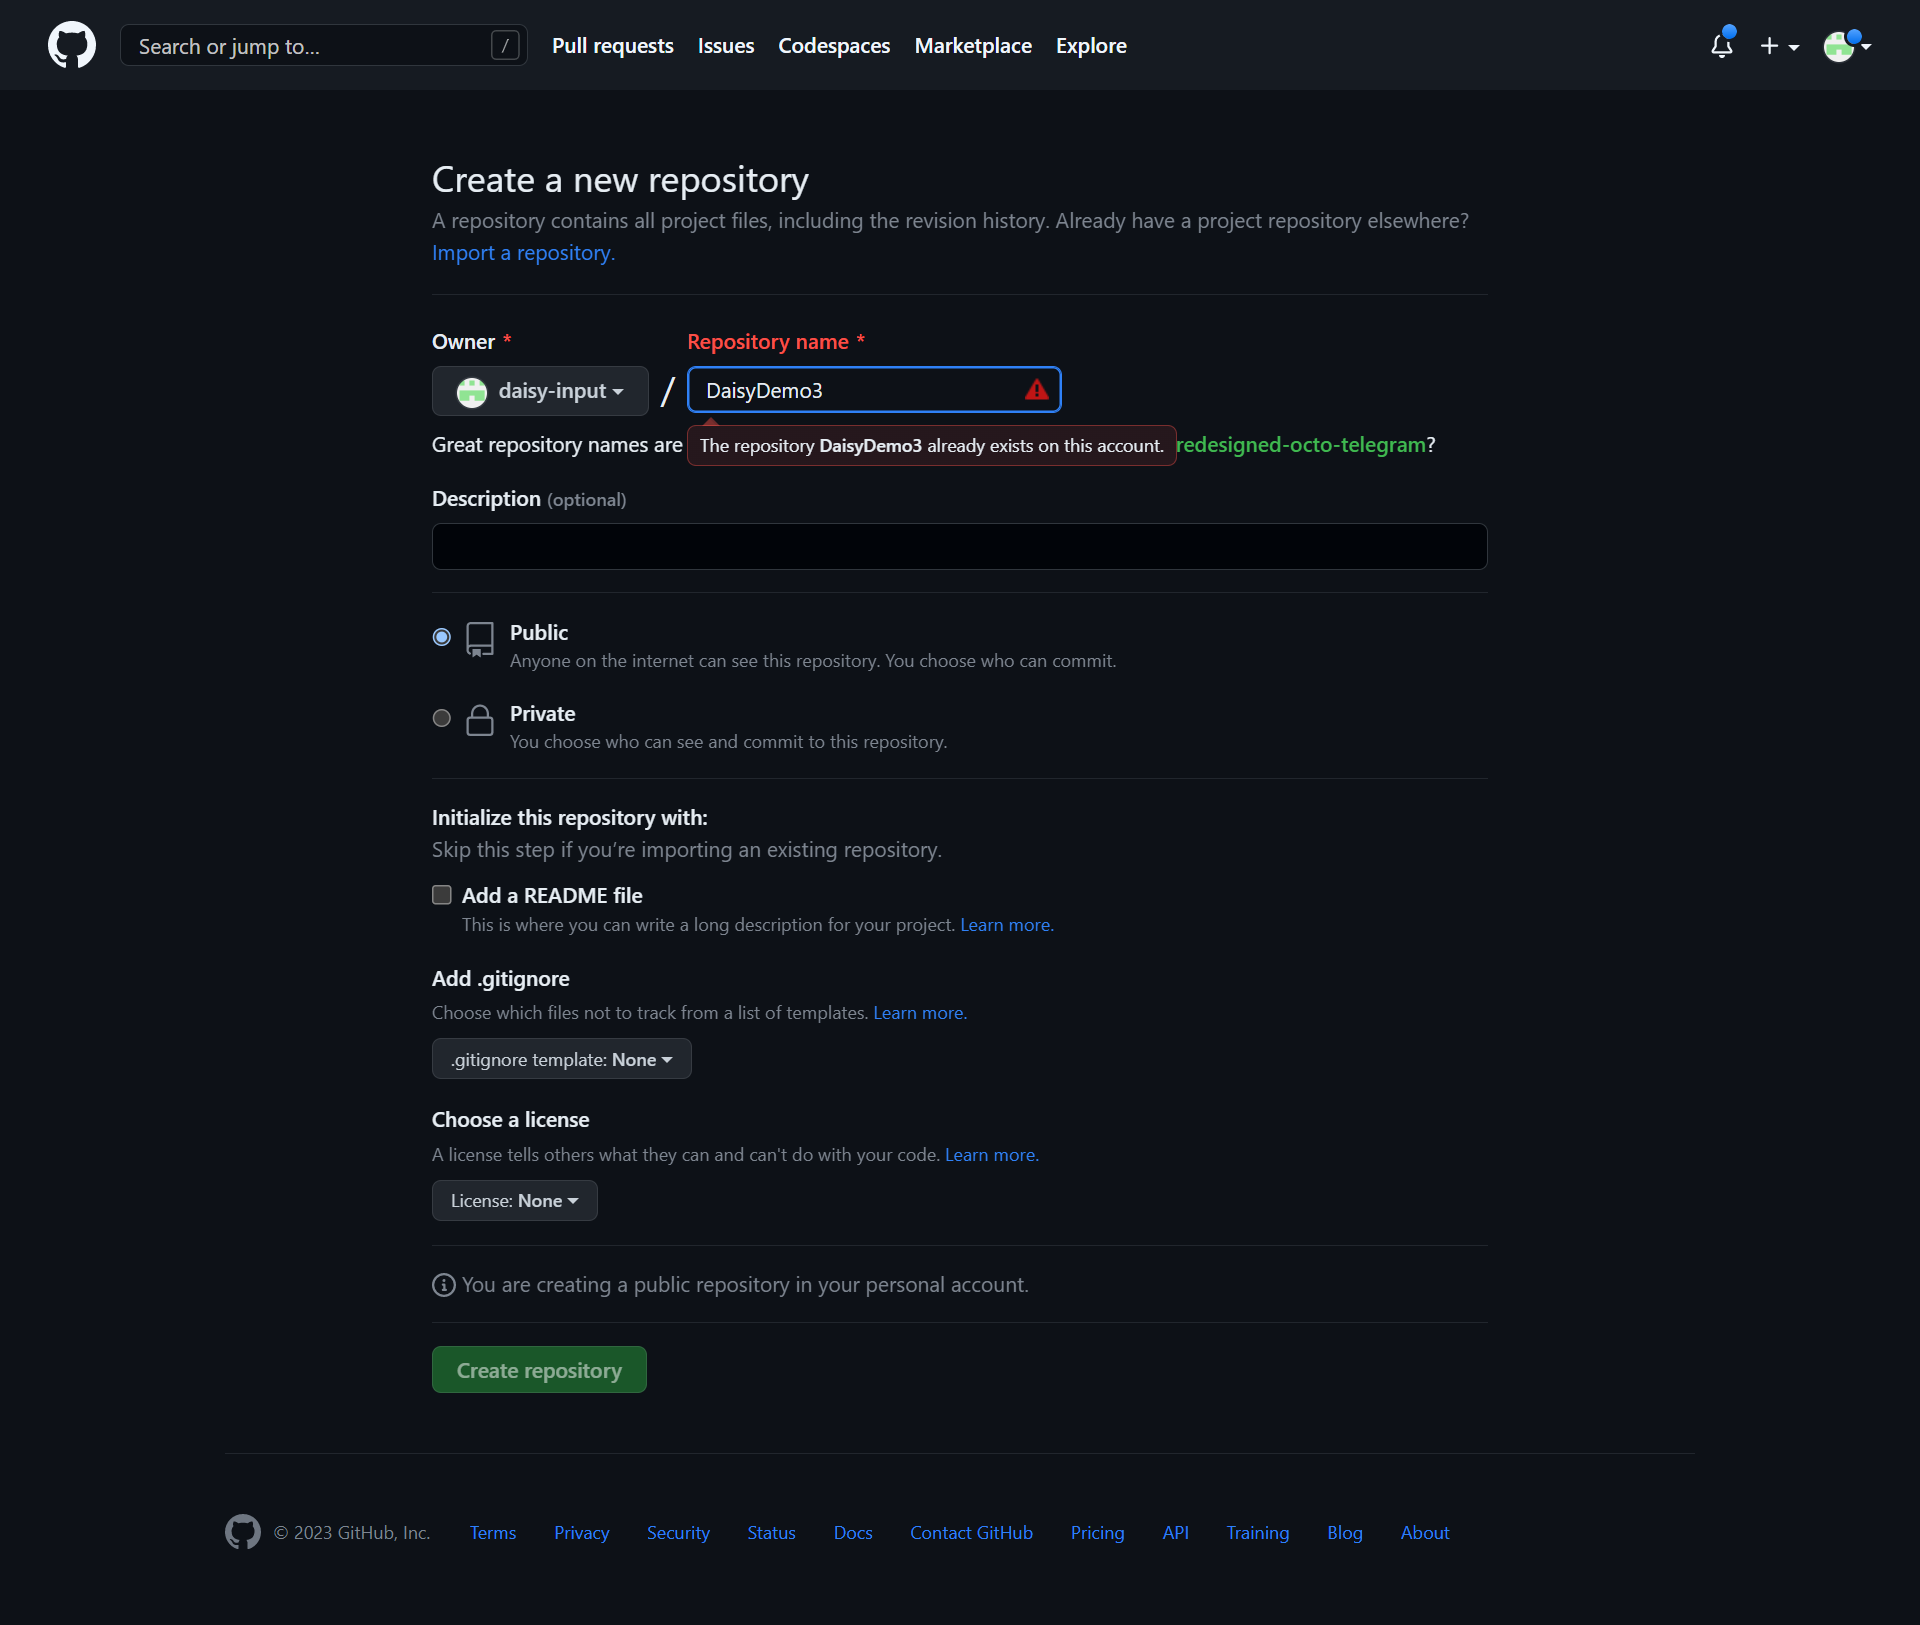 Search or jump to... /
Pull requests Issues Codespaces Marketplace Explore
Create a new repository
A repository contains all project files, including the revision history. Already have a project repository elsewhere?
Import a repository.
Owner *
Repository name *
daisy-input
/
DaisyDemo3
Great repository names are
The repository DaisyDemo3 already exists on this account.
redesigned-octo-telegram?
Description (optional)
Public
Anyone on the internet can see this repository. You choose who can commit.
Private
You choose who can see and commit to this repository.
Initialize this repository with:
Skip this step if you’re importing an existing repository.
Add a README file
This is where you can write a long description for your project. Learn more.
Add .gitignore
Choose which files not to track from a list of templates. Learn more.
.gitignore template: None
Choose a license
A license tells others what they can and can't do with your code. Learn more.
License: None
You are creating a public repository in your personal account.
Create repository
© 2023 GitHub, Inc. Terms Privacy Security Status Docs Contact GitHub Pricing API Training Blog About